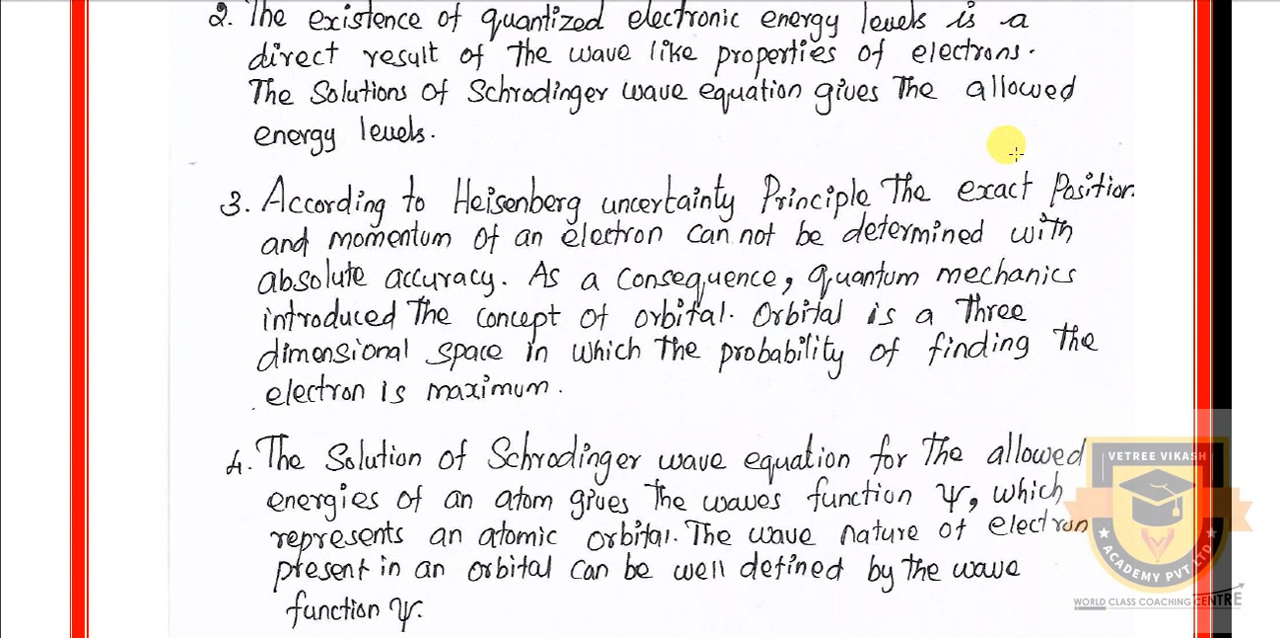 2. The existence of quantized electronic energy levels is a
direct result of the wave like properties of electrons.
The Solutions of Schrodinger wave equation gives the allowed
energy levels.
3. According to Heisenberg uncertainty Principle The exact Position
and momentum of an electron can not be determined with
absolute accuracy. As a consequence, quantum mechanics
introduced The concept of orbital. Orbital is a Three
dimensional space in which the probability of finding the
electron is maximum.
4. The Solution of Schrodinger wave equation for the allowed
energies of an atom gives the waves function ψ, which
represents an atomic orbital. The wave nature of electron
present in an orbital can be well defined by the wave
function ψ.
VETREE VIKASH
ACADEMY PVT LTD
WORLD CLASS COACHING CENTRE